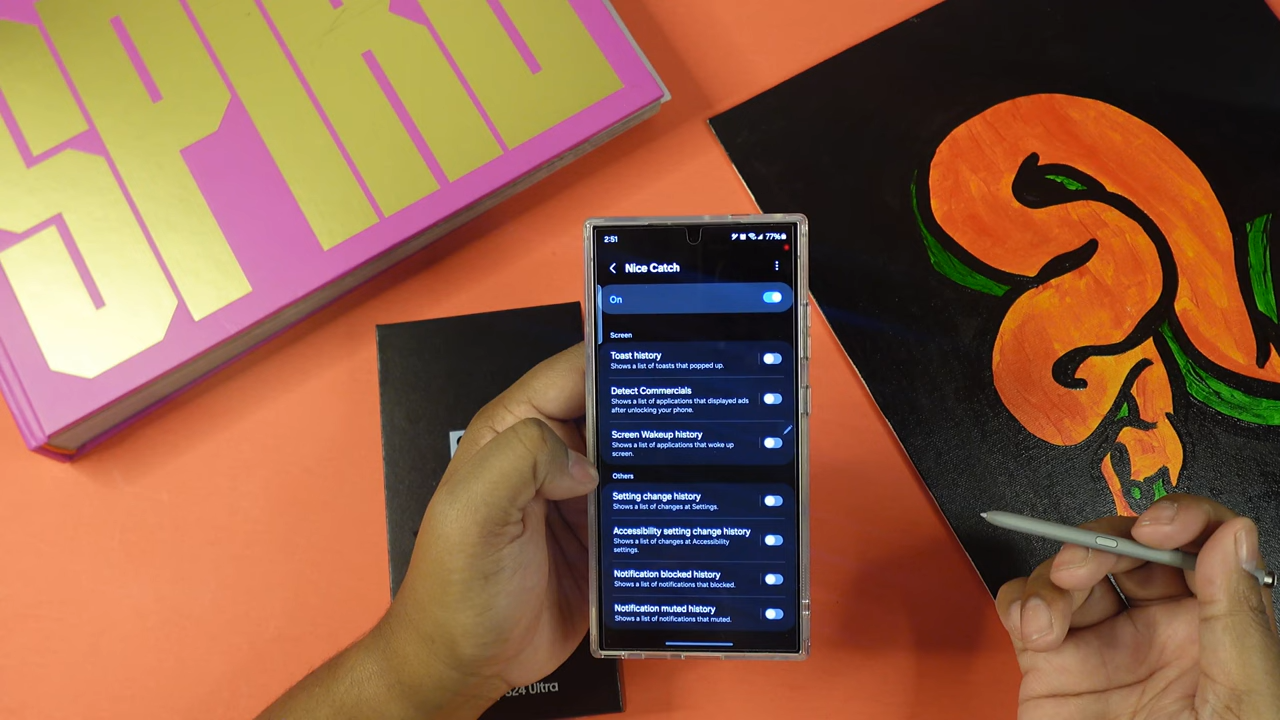 SPIKE
2:51
77%
Nice Catch
On
Screen
Toast history
Shows a list of toasts that popped up.
Detect Commercials
Shows a list of applications that displayed ads
after unlocking your phone.
Screen Wakeup history
Shows a list of applications that woke up
screen.
Others
Setting change history
Shows a list of changes at Settings.
Accessibility setting change history
Shows a list of changes at Accessibility
settings.
Notification blocked history
Shows a list of notifications that blocked.
Notification muted history
Shows a list of notifications that muted.
S24 Ultra